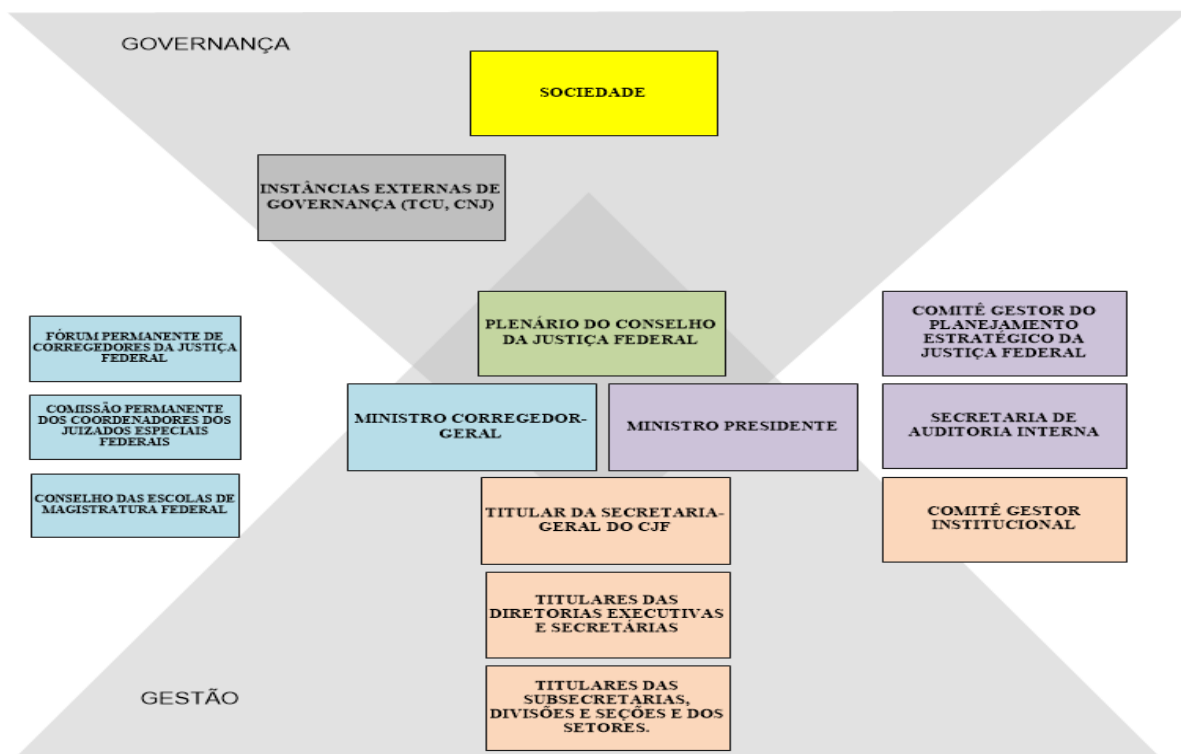 GOVERNANÇA
SOCIEDADE
INSTÂNCIAS EXTERNAS DE
GOVERNANÇA (TCU, CNJ)
PLENÁRIO DO CONSELHO
DA JUSTIÇA FEDERAL
COMITÊ GESTOR DO
PLANEJAMENTO
ESTRATÉGICO DA
JUSTIÇA FEDERAL
FÓRUM PERMANENTE DE
CORREGEDORES DA JUSTIÇA
FEDERAL
MINISTRO CORREGEDOR-
GERAL
MINISTRO PRESIDENTE
SECRETARIA DE
AUDITORIA INTERNA
COMISSÃO PERMANENTE
DOS COORDENADORES DOS
JUIZADOS ESPECIAIS
FEDERAIS
CONSELHO DAS ESCOLAS DE
MAGISTRATURA FEDERAL
TITULAR DA SECRETARIA-
GERAL DO CJF
COMITÊ GESTOR
INSTITUCIONAL
TITULARES DAS
DIRETORIAS EXECUTIVAS
E SECRETÁRIAS
GESTÃO
TITULARES DAS
SUBSECRETARIAS,
DIVISÕES E SEÇÕES E DOS
SETORES.